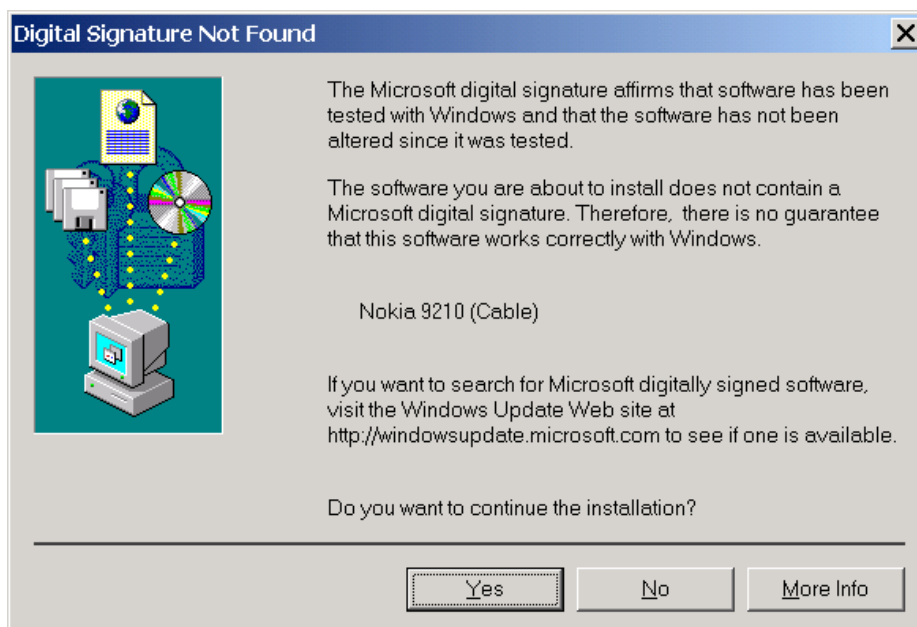 Digital Signature Not Found
The Microsoft digital signature affirms that software has been
tested with Windows and that the software has not been
altered since it was tested.
The software you are about to install does not contain a
Microsoft digital signature. Therefore, there is no guarantee
that this software works correctly with Windows.
Nokia 9210 (Cable)
If you want to search for Microsoft digitally signed software,
visit the Windows Update Web site at
http://windowsupdate.microsoft.com to see if one is available.
Do you want to continue the installation?
Yes No More Info